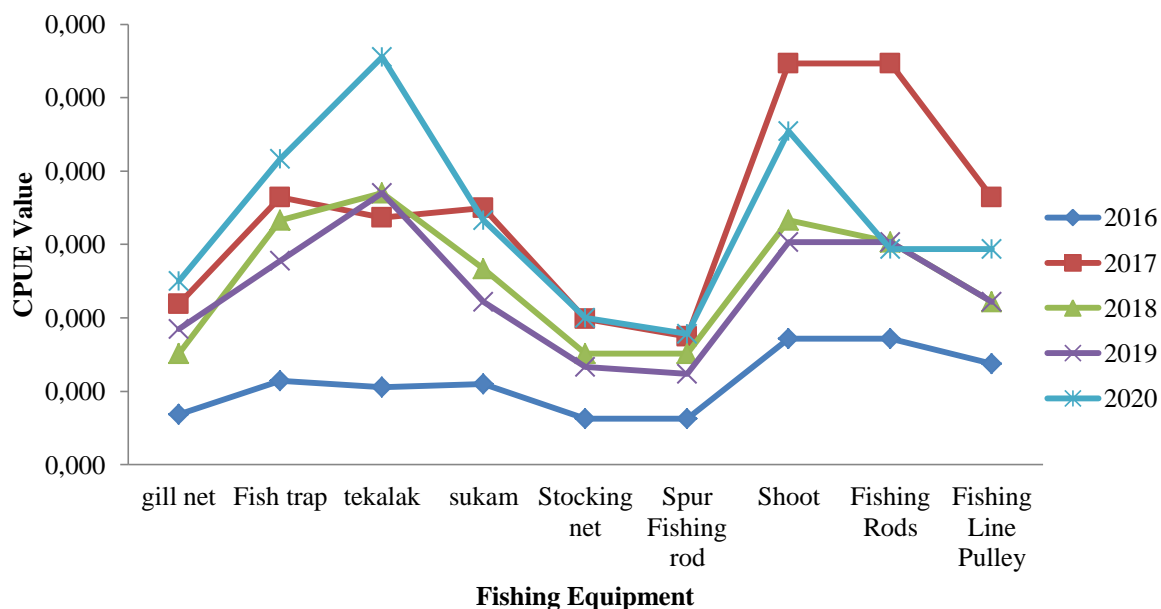 0,000
0,000
0,000
0,000
0,000
0,000
0,000
CPUE Value
gill net
Fish trap
tekalak
sukam
Stocking
net
Spur
Fishing
rod
Shoot
Fishing
Rods
Fishing
Line
Pulley
Fishing Equipment
2016
2017
2018
2019
2020